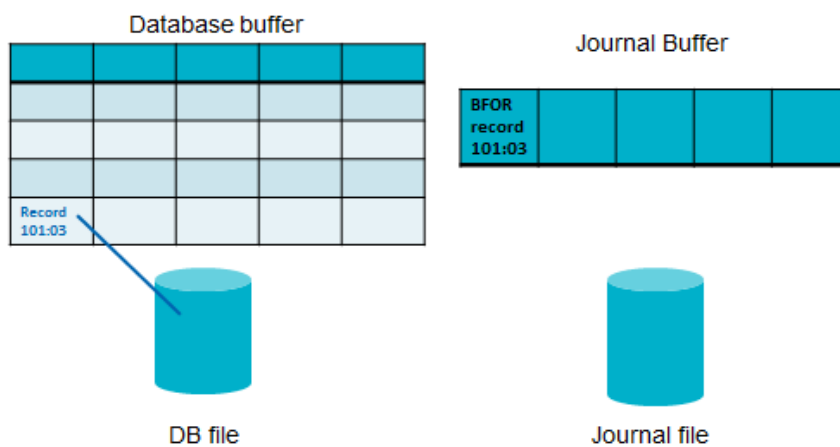 Database buffer
Journal Buffer
BFOR
record
101:03
Record
101:03
DB file
Journal file